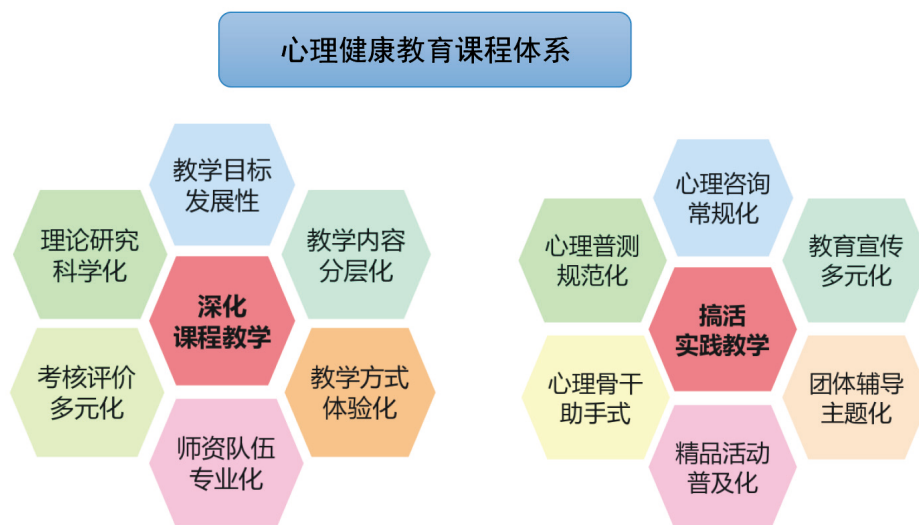 心理健康教育课程体系
教学目标
发展性
理论研究
科学化
教学内容
分层化
深化
课程教学
考核评价
多元化
教学方式
体验化
师资队伍
专业化
心理咨询
常规化
心理普测
规范化
教育宣传
多元化
搞活
实践教学
心理骨干
助手式
团体辅导
主题化
精品活动
普及化